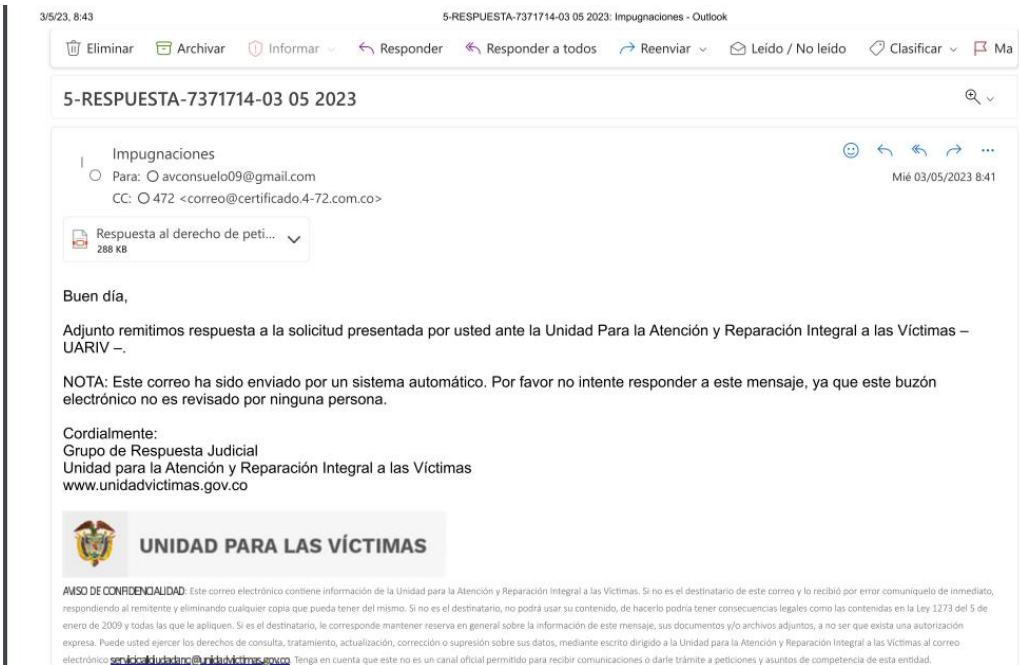 3/5/23, 8:43
5-RESPUESTA-7371714-03 05 2023: Impugnaciones - Outlook
Eliminar Archivar Informar Responder Responder a todos Reenviar Leído / No leído Clasificar Ma
5-RESPUESTA-7371714-03 05 2023
I
Impugnaciones
Para: avconsuelo09@gmail.com
Mié 03/05/2023 8:41
CC: 472 <correo@certificado.4-72.com.co>
Respuesta al derecho de peti...
288 KB
Buen día,
Adjunto remitimos respuesta a la solicitud presentada por usted ante la Unidad Para la Atención y Reparación Integral a las Víctimas –
UARIV –.
NOTA: Este correo ha sido enviado por un sistema automático. Por favor no intente responder a este mensaje, ya que este buzón
electrónico no es revisado por ninguna persona.
Cordialmente:
Grupo de Respuesta Judicial
Unidad para la Atención y Reparación Integral a las Víctimas
www.unidadvictimas.gov.co
UNIDAD PARA LAS VÍCTIMAS
AVISO DE CONFIDENCIALIDAD: Este correo electrónico contiene información de la Unidad para la Atención y Reparación Integral a las Víctimas. Si no es el destinatario de este correo y lo recibió por error comuníquelo de inmediato,
respondiendo al remitente y eliminando cualquier copia que pueda tener del mismo. Si no es el destinatario, no podrá usar su contenido, de hacerlo podría tener consecuencias legales como las contenidas en la Ley 1273 del 5 de
enero de 2009 y todas las que le apliquen. Si es el destinatario, le corresponde mantener reserva en general sobre la información de este mensaje, sus documentos y/o archivos adjuntos, a no ser que exista una autorización
expresa. Puede usted ejercer los derechos de consulta, tratamiento, actualización, corrección o supresión sobre sus datos, mediante escrito dirigido a la Unidad para la Atención y Reparación Integral a las Víctimas al correo
electrónico Tenga en cuenta que este no es un canal oficial permitido para recibir comunicaciones o darle trámite a peticiones y asuntos de competencia de esta entidad.